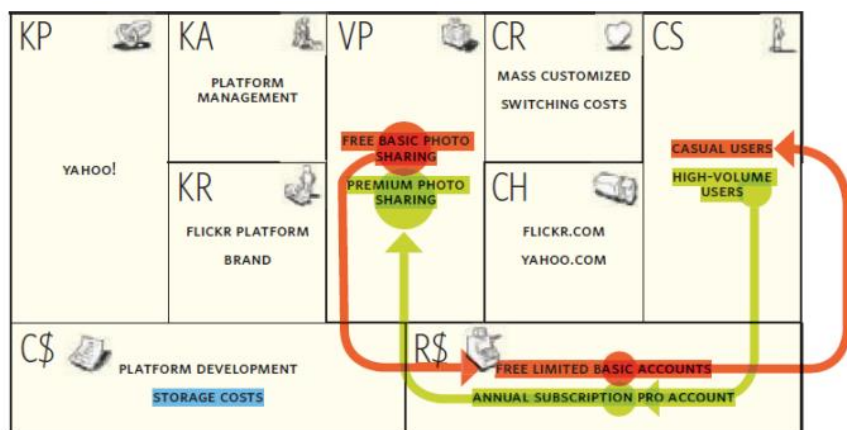 KP
YAHOO!
KA
PLATFORM
MANAGEMENT
KR
FLICKR PLATFORM
BRAND
VP
FREE BASIC PHOTO
SHARING
PREMIUM PHOTO
SHARING
CR
MASS CUSTOMIZED
SWITCHING COSTS
CH
FLICKR.COM
YAHOO.COM
CS
CASUAL USERS
HIGH-VOLUME
USERS
C$
PLATFORM DEVELOPMENT
STORAGE COSTS
R$
FREE LIMITED BASIC ACCOUNTS
ANNUAL SUBSCRIPTION PRO ACCOUNT